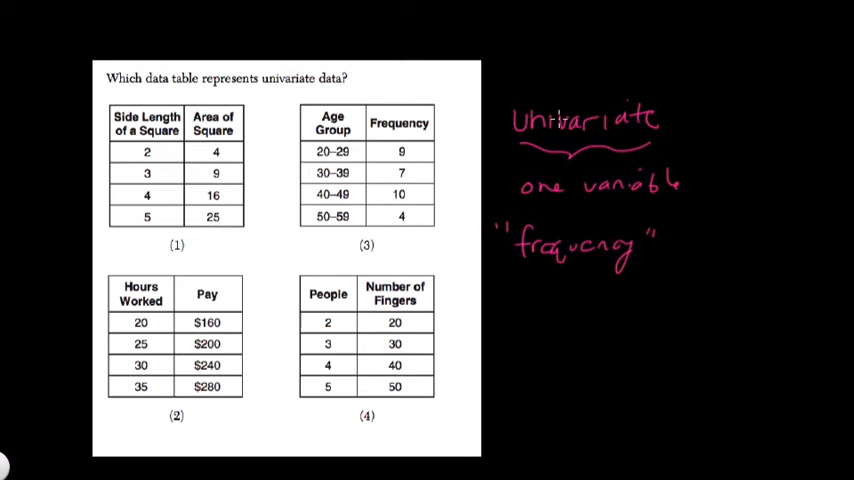 Which data table represents univariate data?
Side Length of a Square Area of Square
2 4
3 9
4 16
5 25
(1)
Age Group Frequency
20–29 9
30–39 7
40–49 10
50–59 4
(3)
Hours Worked Pay
20 $160
25 $200
30 $240
35 $280
(2)
People Number of Fingers
2 20
3 30
4 40
5 50
(4)
Univariate
one variable
"frequency"